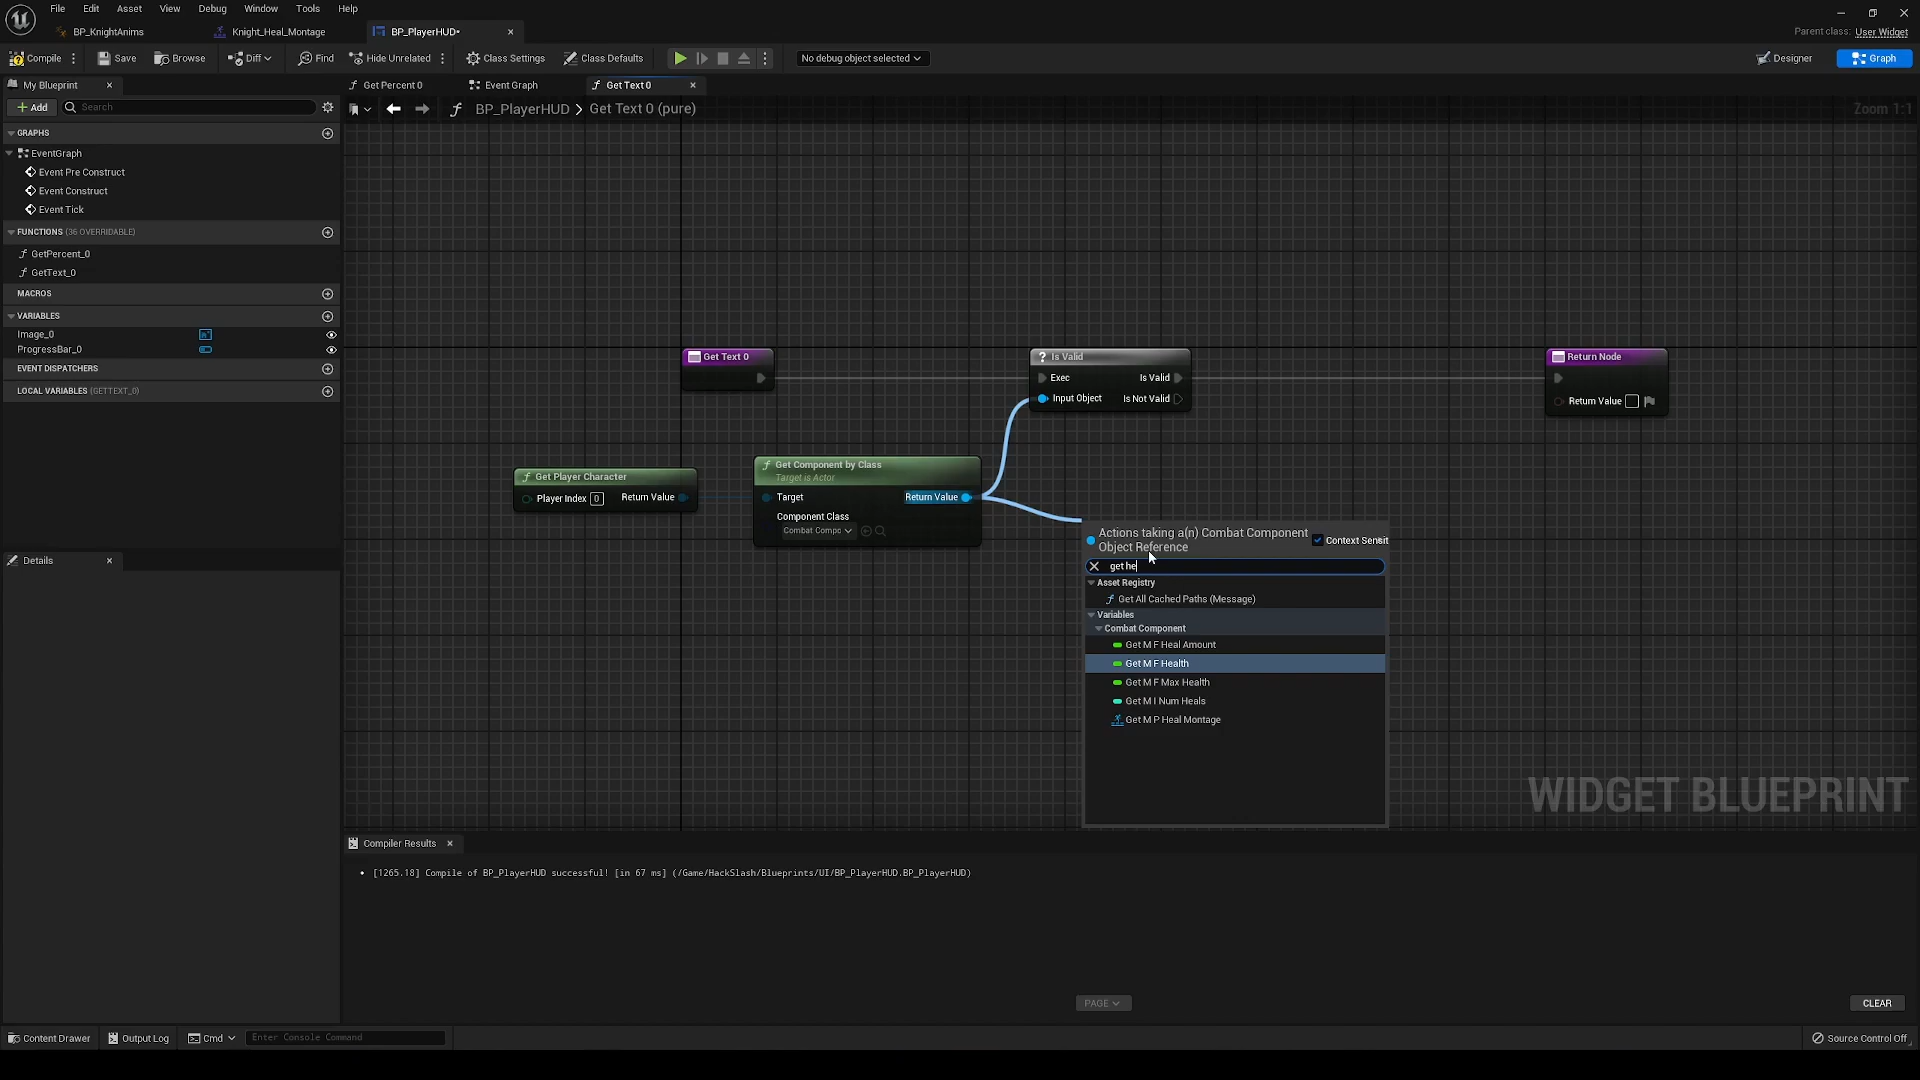 File Edit Asset View Debug Window Tools Help
BP_KnightAnims Knight_Heal_Montage BP_PlayerHUD•
Parent class: User Widget
Compile Save Browse Diff Find Hide Unrelated Class Settings Class Defaults No debug object selected Designer Graph
My Blueprint Get Percent 0 Event Graph Get Text 0
Add Search BP_PlayerHUD > Get Text 0 (pure) Zoom 1:1
GRAPHS
EventGraph
Event Pre Construct
Event Construct
Event Tick
FUNCTIONS (36 OVERRIDABLE)
GetPercent_0
GetText_0
MACROS
VARIABLES
Image_0
ProgressBar_0
EVENT DISPATCHERS
LOCAL VARIABLES (GETTEXT_0)
Details
Get Text 0
? Is Valid
Exec Is Valid
Input Object Is Not Valid
Return Node
Return Value
Get Player Character
Player Index 0 Return Value
Get Component by Class
Target is Actor
Target Return Value
Component Class
Combat Compo
Actions taking a(n) Combat Component
Object Reference
Context Sensit
get he
Asset Registry
Get All Cached Paths (Message)
Variables
Combat Component
Get M F Heal Amount
Get M F Health
Get M F Max Health
Get M I Num Heals
Get M P Heal Montage
WIDGET BLUEPRINT
Compiler Results
[1265.18] Compile of BP_PlayerHUD successful! [in 67 ms] (/Game/HackSlash/Blueprints/UI/BP_PlayerHUD.BP_PlayerHUD)
PAGE CLEAR
Content Drawer Output Log Cmd Enter Console Command Source Control Off